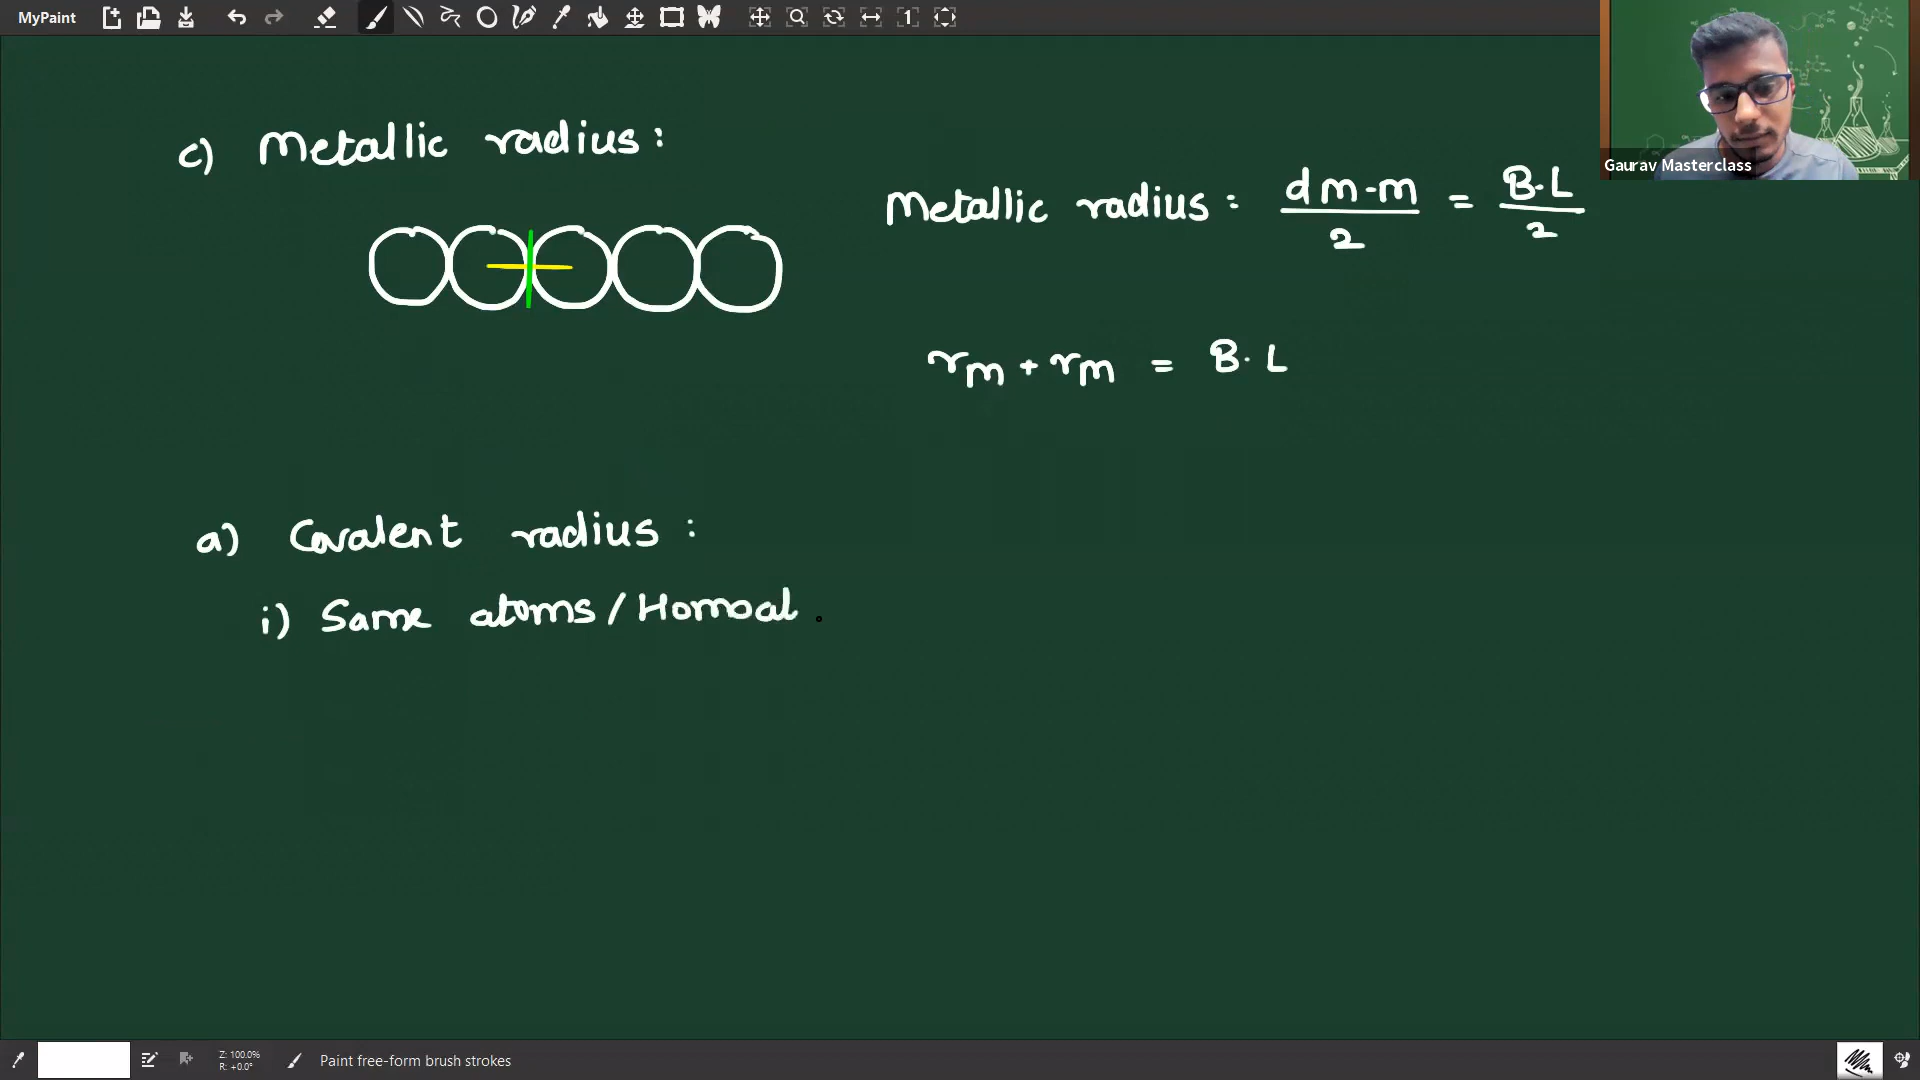 MyPaint
Gaurav Masterclass
c) Metallic radius:
Metallic radius: dm-m/2 = B.L/2
rm + rm = B.L
a) Covalent radius:
i) Same atoms/Homoal
Z: 100.0%
R: +0.0°
Paint free-form brush strokes